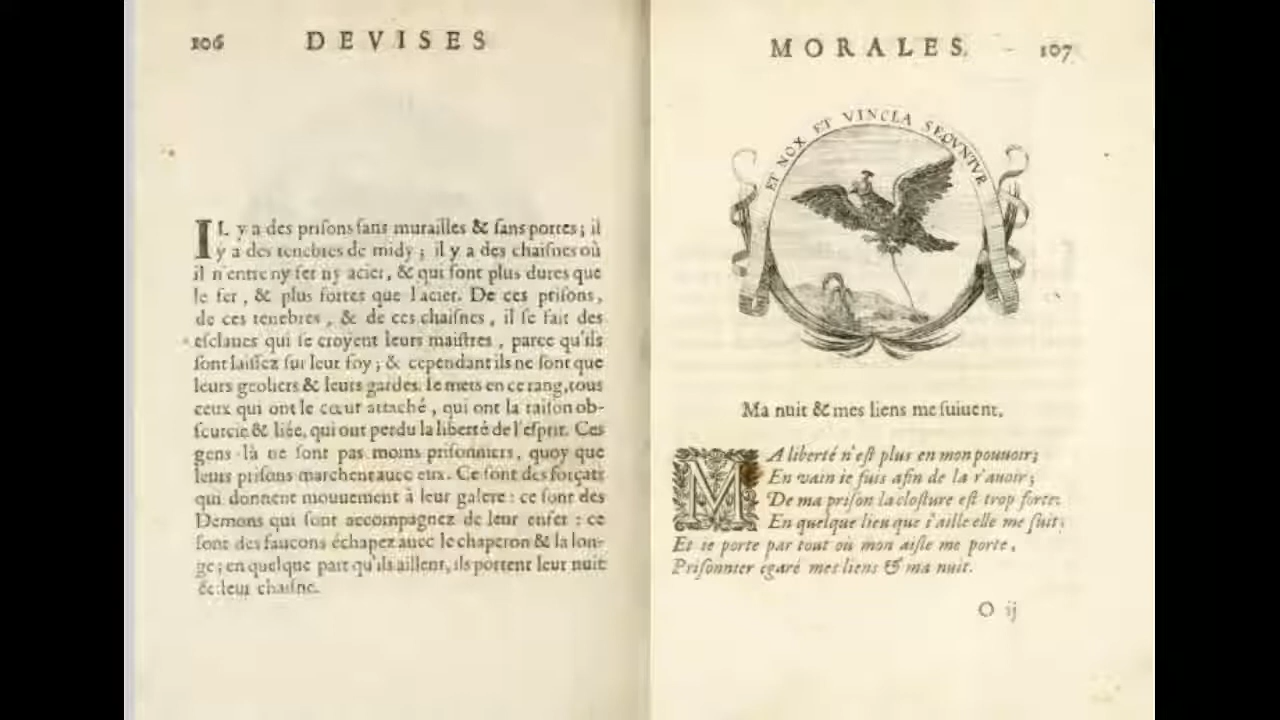 106 DEVISES
IL y a des prisons sans murailles & sans portes ; il
y a des tenebres de midy ; il y a des chaisnes où
il n'entre ny fer ny acier, & qui sont plus dures que
le fer, & plus fortes que l'acier. De ces prisons,
de ces tenebres, & de ces chaisnes, il se fait des
esclaues qui se croyent leurs maistres, parce qu'ils
sont laissez sur leur foy ; & cependant ils ne sont que
leurs geoliers & leurs gardes. Ie mets en ce rang, tous
ceux qui ont le cœur attaché, qui ont la raison ob-
scurcie & liée, qui ont perdu la liberté de l'esprit. Ces
gens-là ne sont pas moins prisonniers, quoy que
leurs prisons marchent auec eux. Ce sont des forçats
qui donnent mouuement à leur galere : ce sont des
Demons qui sont accompagnez de leur enfer : ce
sont des faucons échapez auec le chaperon & la lon-
ge ; en quelque part qu'ils aillent, ils portent leur nuit
& leur chaisne.
MORALES. 107
ET NOX ET VINCLA SEQVNTVR
Ma nuit & mes liens me suiuent.
MA liberté n'est plus en mon pouuoir ;
En vain ie fuis afin de la r'auoir ;
De ma prison la closture est trop forte:
En quelque lieu que i'aille elle me suit ;
Et ie porte par tout où mon aisle me porte,
Prisonnier égaré mes liens & ma nuit.
O ij